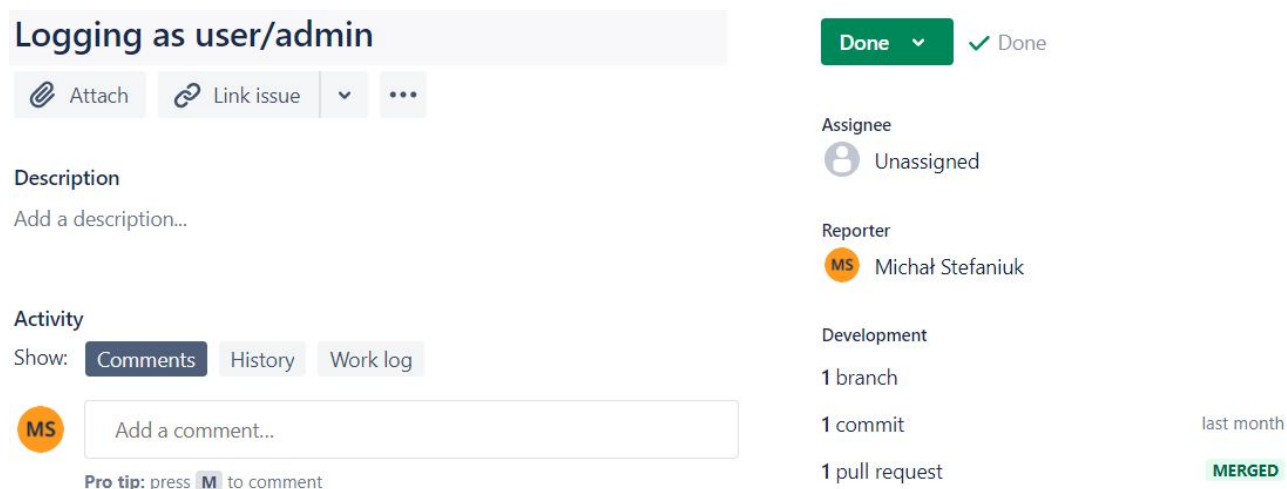 Logging as user/admin
Attach
Link issue
Description
Add a description...
Activity
Show:
Comments
History
Work log
MS
Add a comment...
Pro tip: press M to comment
Done
Done
Assignee
Unassigned
Reporter
MS
Michał Stefaniuk
Development
1 branch
1 commit
last month
1 pull request
MERGED